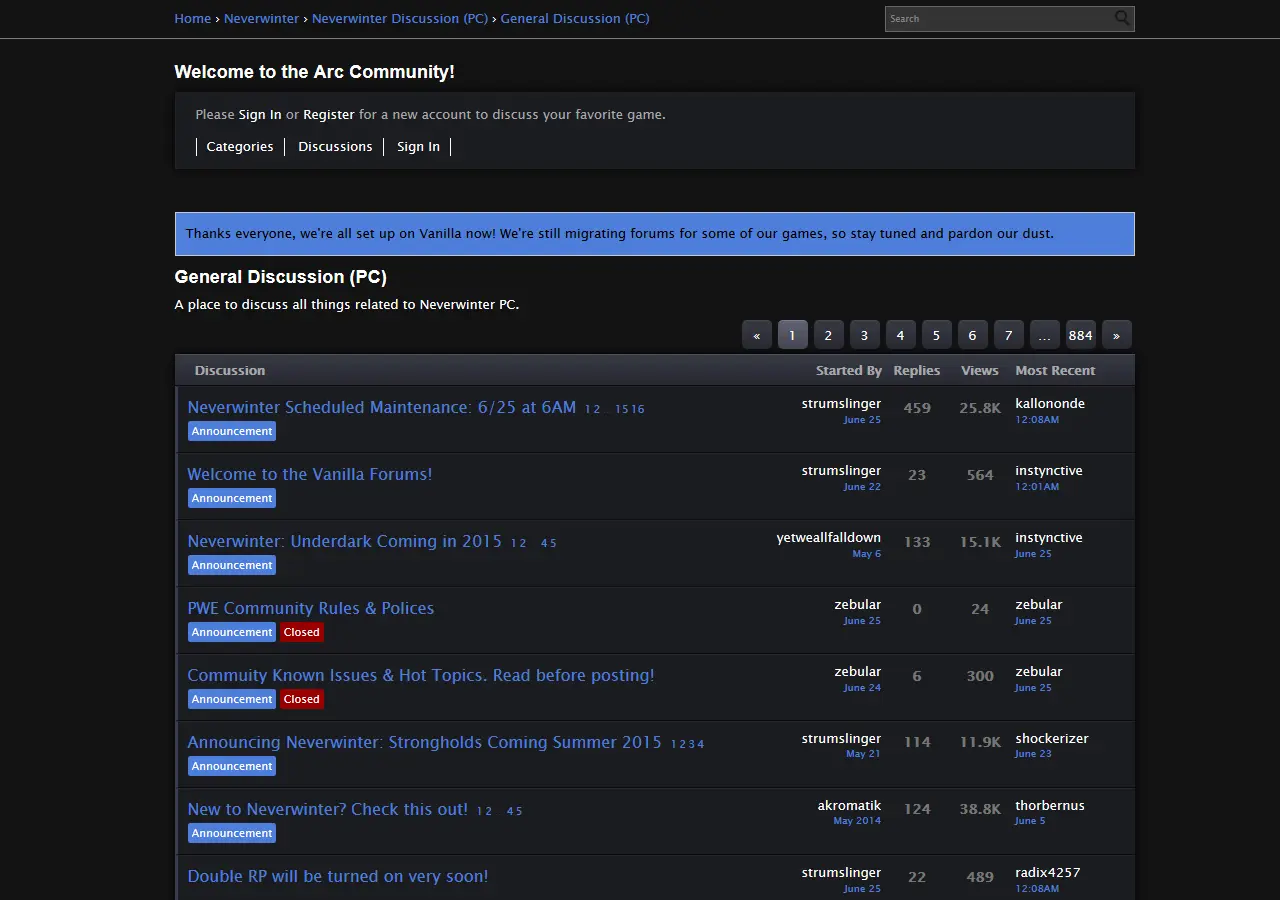 Home › Neverwinter › Neverwinter Discussion (PC) › General Discussion (PC)
Search
Welcome to the Arc Community!
Please Sign In or Register for a new account to discuss your favorite game.
Categories Discussions Sign In
Thanks everyone, we're all set up on Vanilla now! We're still migrating forums for some of our games, so stay tuned and pardon our dust.
General Discussion (PC)
A place to discuss all things related to Neverwinter PC.
« 1 2 3 4 5 6 7 … 884 »
Discussion Started By Replies Views Most Recent
Neverwinter Scheduled Maintenance: 6/25 at 6AM 1 2 … 15 16 strumslinger 459 25.8K kallononde
Announcement June 25 12:08AM
Welcome to the Vanilla Forums! strumslinger 23 564 instynctive
Announcement June 22 12:01AM
Neverwinter: Underdark Coming in 2015 1 2 4 5 yetweallfalldown 133 15.1K instynctive
Announcement May 6 June 25
PWE Community Rules & Polices zebular 0 24 zebular
Announcement Closed June 25 June 25
Commuity Known Issues & Hot Topics. Read before posting! zebular 6 300 zebular
Announcement Closed June 24 June 25
Announcing Neverwinter: Strongholds Coming Summer 2015 1 2 3 4 strumslinger 114 11.9K shockerizer
Announcement May 21 June 23
New to Neverwinter? Check this out! 1 2 4 5 akromatik 124 38.8K thorbernus
Announcement May 2014 June 5
Double RP will be turned on very soon! strumslinger 22 489 radix4257
June 25 12:08AM